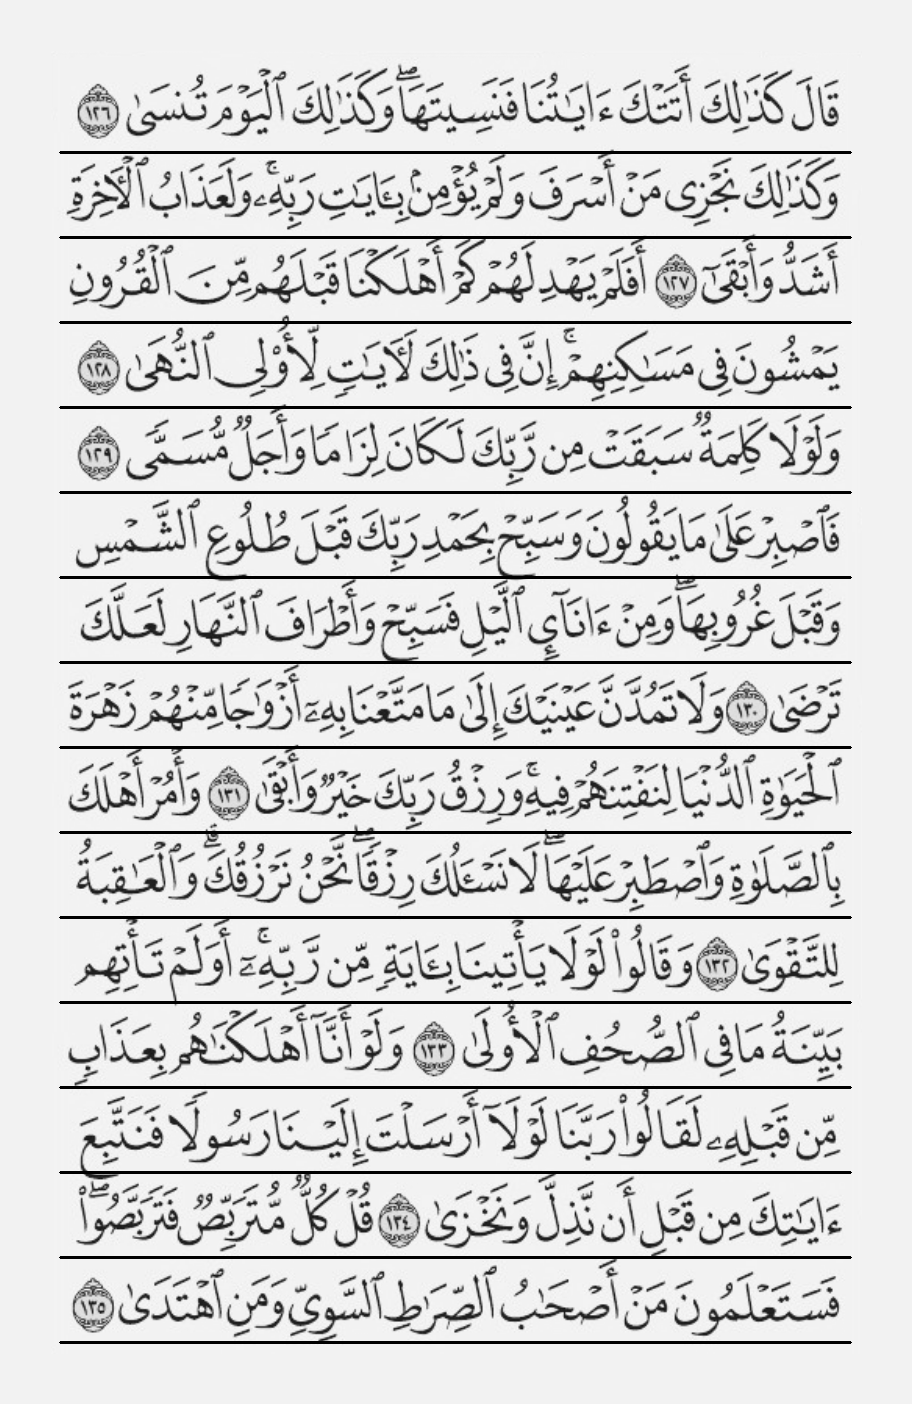 قَالَ كَذَٰلِكَ أَتَتْكَ ءَايَٰتُنَا فَنَسِيتَهَا ۖ وَكَذَٰلِكَ ٱلْيَوْمَ تُنسَىٰ ١٢٦
وَكَذَٰلِكَ نَجْزِى مَنْ أَسْرَفَ وَلَمْ يُؤْمِنۢ بِـَٔايَٰتِ رَبِّهِۦ ۚ وَلَعَذَابُ ٱلْـَٔاخِرَةِ
أَشَدُّ وَأَبْقَىٰٓ ١٢٧ أَفَلَمْ يَهْدِ لَهُمْ كَمْ أَهْلَكْنَا قَبْلَهُم مِّنَ ٱلْقُرُونِ
يَمْشُونَ فِى مَسَٰكِنِهِمْ ۗ إِنَّ فِى ذَٰلِكَ لَـَٔايَٰتٍ لِّأُو۟لِى ٱلنُّهَىٰ ١٢٨
وَلَوْلَا كَلِمَةٌ سَبَقَتْ مِن رَّبِّكَ لَكَانَ لِزَامًا وَأَجَلٌ مُّسَمًّى ١٢٩
فَٱصْبِرْ عَلَىٰ مَا يَقُولُونَ وَسَبِّحْ بِحَمْدِ رَبِّكَ قَبْلَ طُلُوعِ ٱلشَّمْسِ
وَقَبْلَ غُرُوبِهَا ۖ وَمِنْ ءَانَآئِ ٱلَّيْلِ فَسَبِّحْ وَأَطْرَافَ ٱلنَّهَارِ لَعَلَّكَ
تَرْضَىٰ ١٣٠ وَلَا تَمُدَّنَّ عَيْنَيْكَ إِلَىٰ مَا مَتَّعْنَا بِهِۦٓ أَزْوَٰجًا مِّنْهُمْ زَهْرَةَ
ٱلْحَيَوٰةِ ٱلدُّنْيَا لِنَفْتِنَهُمْ فِيهِ ۚ وَرِزْقُ رَبِّكَ خَيْرٌ وَأَبْقَىٰ ١٣١ وَأْمُرْ أَهْلَكَ
بِٱلصَّلَوٰةِ وَٱصْطَبِرْ عَلَيْهَا ۖ لَا نَسْـَٔلُكَ رِزْقًا ۖ نَّحْنُ نَرْزُقُكَ ۗ وَٱلْعَٰقِبَةُ
لِلتَّقْوَىٰ ١٣٢ وَقَالُوا۟ لَوْلَا يَأْتِينَا بِـَٔايَةٍ مِّن رَّبِّهِۦٓ ۚ أَوَلَمْ تَأْتِهِم
بَيِّنَةُ مَا فِى ٱلصُّحُفِ ٱلْأُولَىٰ ١٣٣ وَلَوْ أَنَّآ أَهْلَكْنَٰهُم بِعَذَابٍ
مِّن قَبْلِهِۦ لَقَالُوا۟ رَبَّنَا لَوْلَآ أَرْسَلْتَ إِلَيْنَا رَسُولًا فَنَتَّبِعَ
ءَايَٰتِكَ مِن قَبْلِ أَن نَّذِلَّ وَنَخْزَىٰ ١٣٤ قُلْ كُلٌّ مُّتَرَبِّصٌ فَتَرَبَّصُوا۟ ۖ
فَسَتَعْلَمُونَ مَنْ أَصْحَٰبُ ٱلصِّرَٰطِ ٱلسَّوِىِّ وَمَنِ ٱهْتَدَىٰ ١٣٥